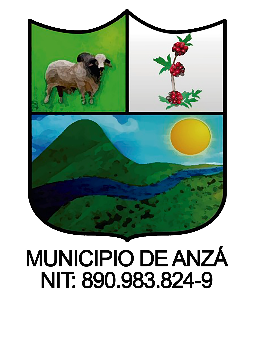 MUNICIPIO DE ANZÁ
NIT: 890.983.824-9